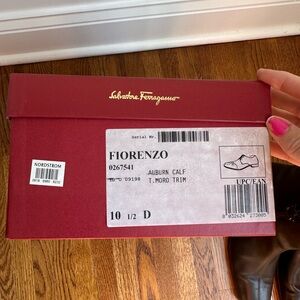 Salvatore Ferragamo
Serial Nr.
NORDSTROM
FIORENZO
0267541
AUBURN CALF
T.MORO TRIM
UPC/EAN
10 1/2 D